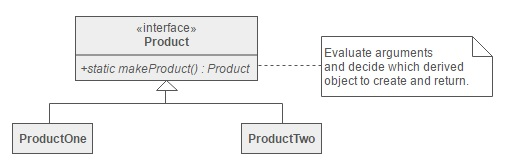 «interface»
Product
+static makeProduct() : Product
Evaluate arguments
and decide which derived
object to create and return.
ProductOne
ProductTwo